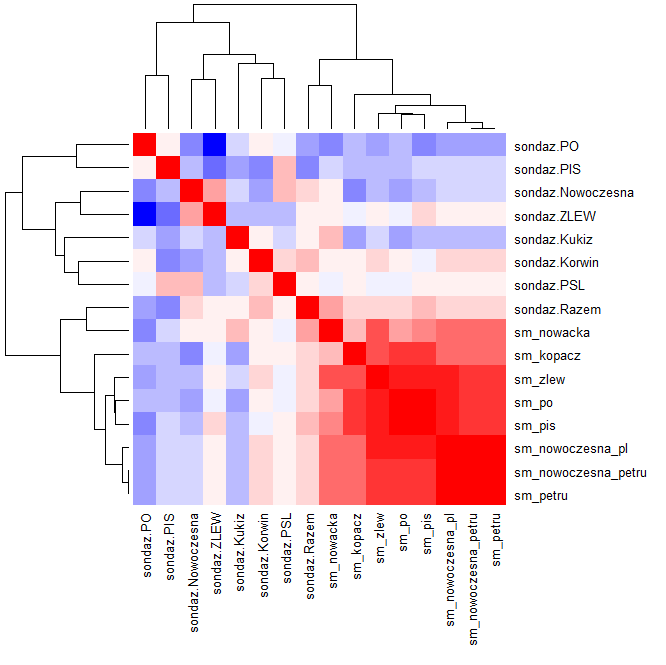 sondaz.PO
sondaz.PIS
sondaz.Nowoczesna
sondaz.ZLEW
sondaz.Kukiz
sondaz.Korwin
sondaz.PSL
sondaz.Razem
sm_nowacka
sm_kopacz
sm_zlew
sm_po
sm_pis
sm_nowoczesna_pl
sm_nowoczesna_petru
sm_petru
sondaz.PO
sondaz.PIS
sondaz.Nowoczesna
sondaz.ZLEW
sondaz.Kukiz
sondaz.Korwin
sondaz.PSL
sondaz.Razem
sm_nowacka
sm_kopacz
sm_zlew
sm_po
sm_pis
sm_nowoczesna_pl
sm_nowoczesna_petru
sm_petru